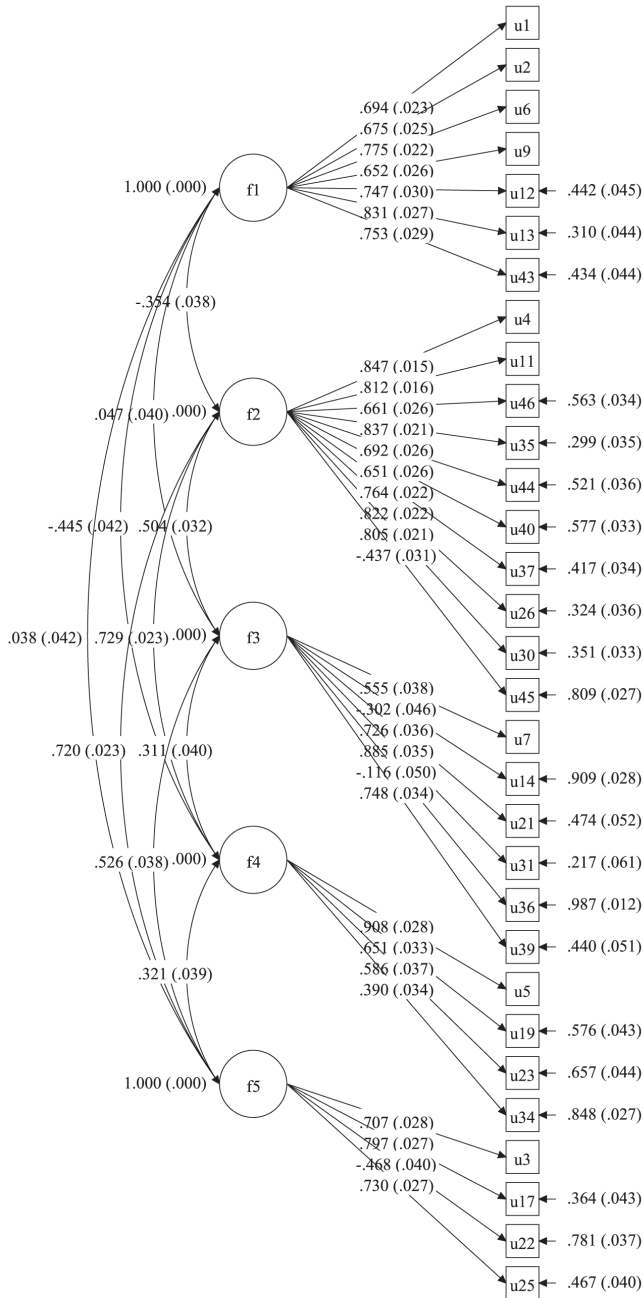 u1
u2
.694 (.023)
u6
.675 (.025)
.775 (.022)
u9
.652 (.026)
1.000 (.000)
f1
.747 (.030)
u12
.442 (.045)
.831 (.027)
.753 (.029)
u13
.310 (.044)
u43
.434 (.044)
-.354 (.038)
u4
.847 (.015)
u11
.812 (.016)
.661 (.026)
u46
.563 (.034)
.047 (.040)
.000)
f2
.837 (.021)
u35
.299 (.035)
.692 (.026)
.651 (.026)
u44
.521 (.036)
.764 (.022)
-.445 (.042)
.504 (.032)
.822 (.022)
u40
.577 (.033)
.805 (.021)
-.437 (.031)
u37
.417 (.034)
u26
.324 (.036)
.038 (.042)
.729 (.023)
.000)
f3
u30
.351 (.033)
.555 (.038)
u45
.809 (.027)
-.302 (.046)
.726 (.036)
u7
.720 (.023)
.311 (.040)
.885 (.035)
-.116 (.050)
u14
.909 (.028)
.748 (.034)
u21
.474 (.052)
.526 (.038)
.000)
f4
u31
.217 (.061)
u36
.987 (.012)
.908 (.028)
u39
.440 (.051)
.651 (.033)
.321 (.039)
.586 (.037)
u5
.390 (.034)
u19
.576 (.043)
u23
.657 (.044)
1.000 (.000)
f5
u34
.848 (.027)
.707 (.028)
.797 (.027)
u3
-.468 (.040)
.730 (.027)
u17
.364 (.043)
u22
.781 (.037)
u25
.467 (.040)